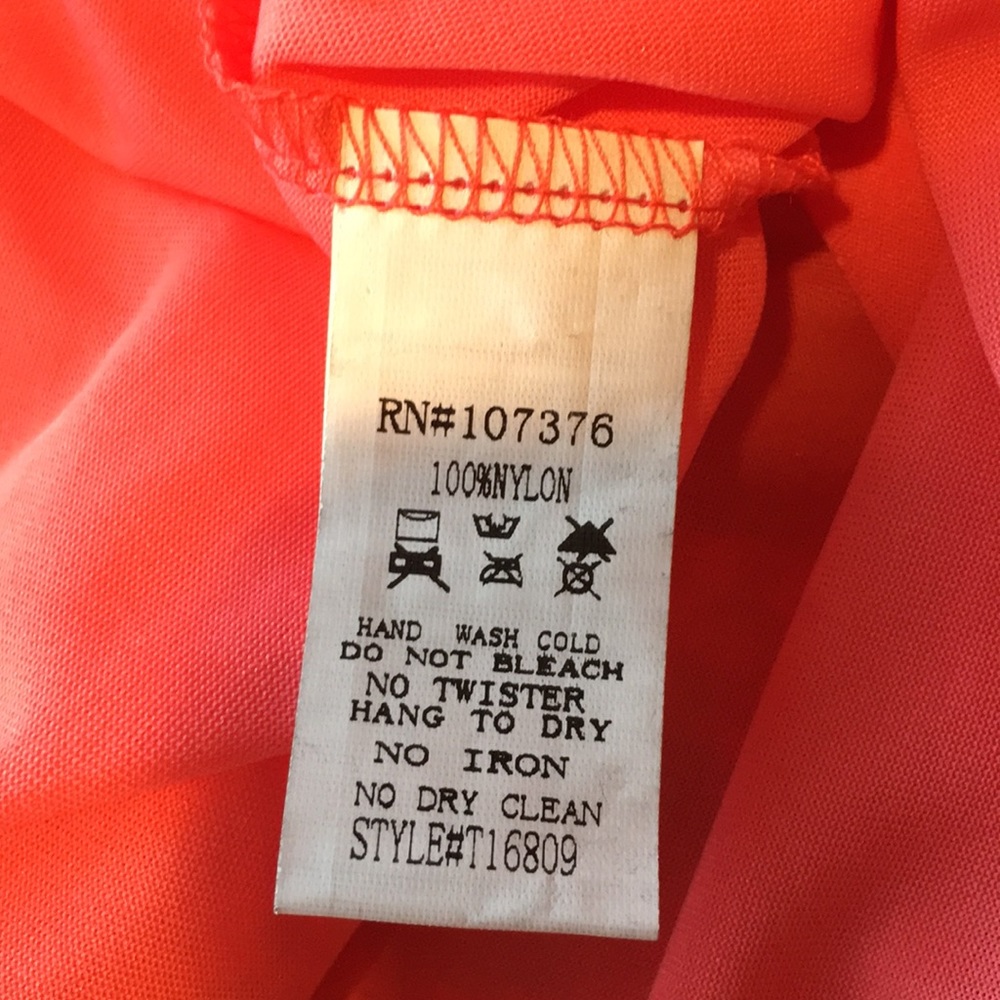 RN#107376
100%NYLON
HAND WASH COLD
DO NOT BLEACH
NO TWISTER
HANG TO DRY
NO IRON
NO DRY CLEAN
STYLE#T16809